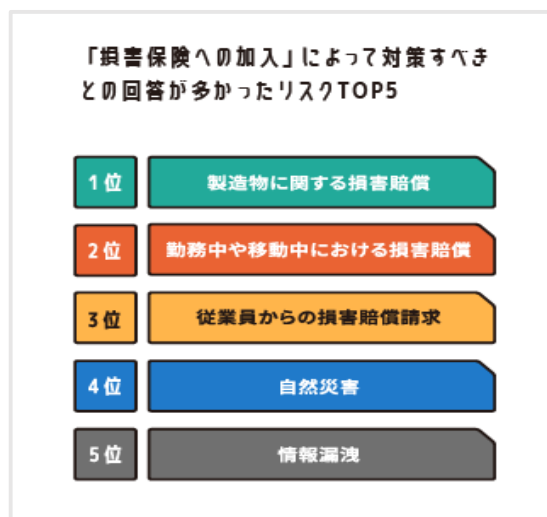 「損害保険への加入」によって対策すべき
との回答が多かったリスクTOP5
1位 製造物に関する損害賠償
2位 勤務中や移動中における損害賠償
3位 従業員からの損害賠償請求
4位 自然災害
5位 情報漏洩